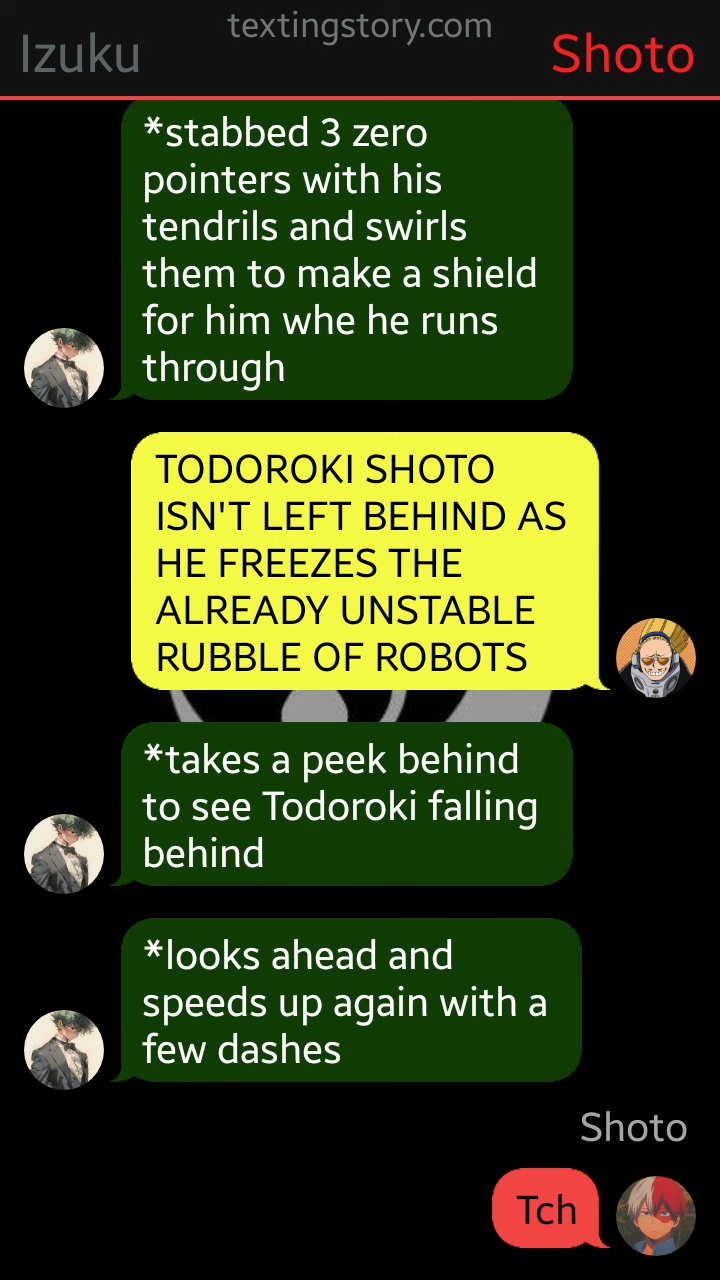 textingstory.com
Izuku
Shoto
*stabbed 3 zero
pointers with his
tendrils and swirls
them to make a shield
for him whe he runs
through
TODOROKI SHOTO
ISN'T LEFT BEHIND AS
HE FREEZES THE
ALREADY UNSTABLE
RUBBLE OF ROBOTS
*takes a peek behind
to see Todoroki falling
behind
*looks ahead and
speeds up again with a
few dashes
Shoto
Tch